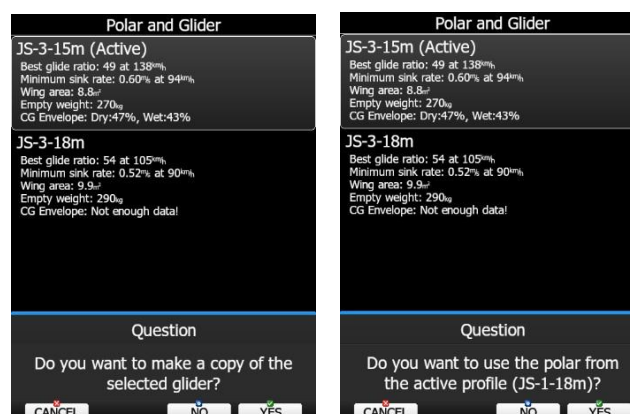 Polar and Glider
JS-3-15m (Active)
Best glide ratio: 49 at 138km/h
Minimum sink rate: 0.60m/s at 94km/h
Wing area: 8.8m²
Empty weight: 270kg
CG Envelope: Dry:47%, Wet:43%
JS-3-18m
Best glide ratio: 54 at 105km/h
Minimum sink rate: 0.52m/s at 90km/h
Wing area: 9.9m²
Empty weight: 290kg
CG Envelope: Not enough data!
Question
Do you want to make a copy of the
selected glider?
CANCEL NO YES
Polar and Glider
JS-3-15m (Active)
Best glide ratio: 49 at 138km/h
Minimum sink rate: 0.60m/s at 94km/h
Wing area: 8.8m²
Empty weight: 270kg
CG Envelope: Dry:47%, Wet:43%
JS-3-18m
Best glide ratio: 54 at 105km/h
Minimum sink rate: 0.52m/s at 90km/h
Wing area: 9.9m²
Empty weight: 290kg
CG Envelope: Not enough data!
Question
Do you want to use the polar from
the active profile (JS-1-18m)?
CANCEL NO YES